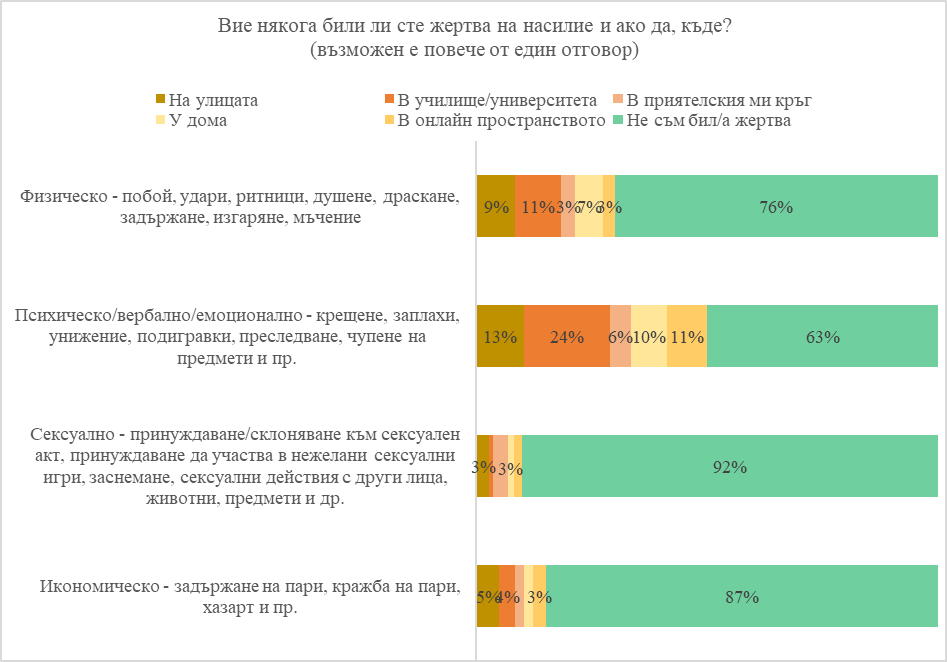 Вие някога били ли сте жертва на насилие и ако да, къде?
(възможен е повече от един отговор)
На улицата
В училище/университета
В приятелския ми кръг
У дома
В онлайн пространството
Не съм бил/а жертва
Физическо - побой, удари, ритници, душене, драскане,
задържане, изгаряне, мъчение
9%
11%
3%
7%
3%
76%
Психическо/вербално/емоционално - крещене, заплахи,
унижение, подигравки, преследване, чупене на
предмети и пр.
13%
24%
6%
10%
11%
63%
Сексуално - принуждаване/склоняване към сексуален
акт, принуждаване да участва в нежелани сексуални
игри, заснемане, сексуални действия с други лица,
животни, предмети и др.
3%
3%
92%
Икономическо - задържане на пари, кражба на пари,
хазарт и пр.
5%
4%
3%
87%